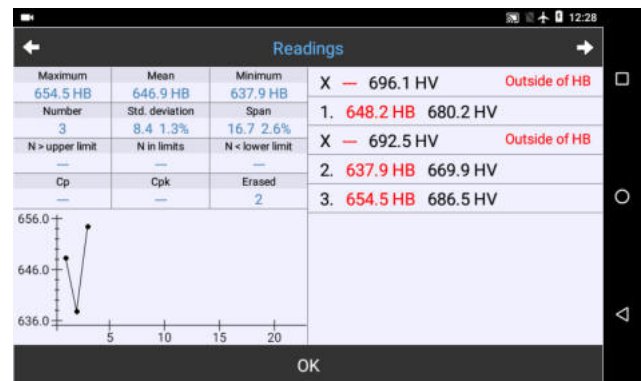 12:28
Readings
Maximum Mean Minimum
654.5 HB 646.9 HB 637.9 HB
Number Std. deviation Span
3 8.4 1.3% 16.7 2.6%
N > upper limit N in limits N < lower limit
— — —
Cp Cpk Erased
— — 2
X — 696.1 HV Outside of HB
1. 648.2 HB 680.2 HV
X — 692.5 HV Outside of HB
2. 637.9 HB 669.9 HV
3. 654.5 HB 686.5 HV
656.0
646.0
636.0
5 10 15 20
OK